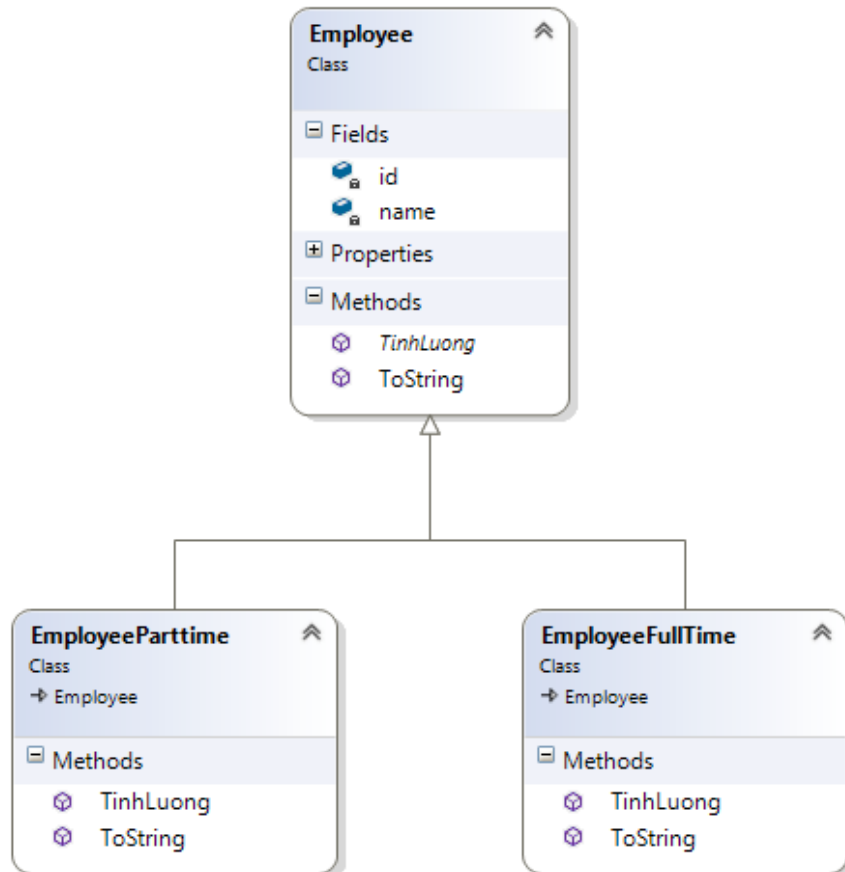 Employee
Class
Fields
id
name
Properties
Methods
TinhLuong
ToString
EmployeeParttime
Class
Employee
Methods
TinhLuong
ToString
EmployeeFullTime
Class
Employee
Methods
TinhLuong
ToString